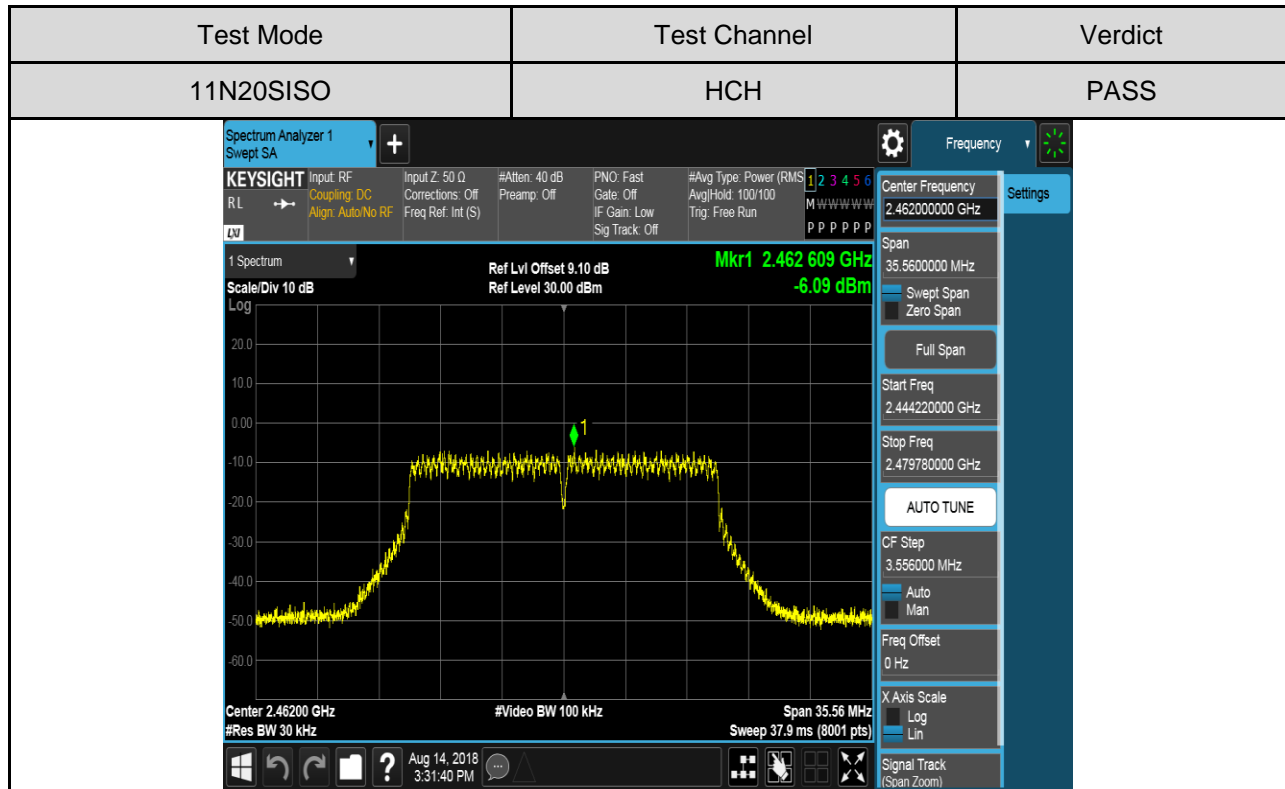 Test Mode Test Channel Verdict
11N20SISO HCH PASS
Spectrum Analyzer 1
Swept SA
Frequency
KEYSIGHT Input: RF Input Z: 50 Ω #Atten: 40 dB PNO: Fast #Avg Type: Power (RMS 1 2 3 4 5 6
RL Coupling: DC Corrections: Off Preamp: Off Gate: Off Avg|Hold: 100/100 M W W W W W
Align: Auto/No RF Freq Ref: Int (S) IF Gain: Low Trig: Free Run
LXI Sig Track: Off P P P P P P
1 Spectrum
Scale/Div 10 dB
Log
Ref Lvl Offset 9.10 dB
Ref Level 30.00 dBm
Mkr1 2.462 609 GHz
-6.09 dBm
20.0
10.0
0.00
-10.0
-20.0
-30.0
-40.0
-50.0
-60.0
1
Center 2.46200 GHz #Video BW 100 kHz Span 35.56 MHz
#Res BW 30 kHz Sweep 37.9 ms (8001 pts)
Center Frequency
2.462000000 GHz
Settings
Span
35.5600000 MHz
Swept Span
Zero Span
Full Span
Start Freq
2.444220000 GHz
Stop Freq
2.479780000 GHz
AUTO TUNE
CF Step
3.556000 MHz
Auto
Man
Freq Offset
0 Hz
X Axis Scale
Log
Lin
Signal Track
(Span Zoom)
?
Aug 14, 2018
3:31:40 PM